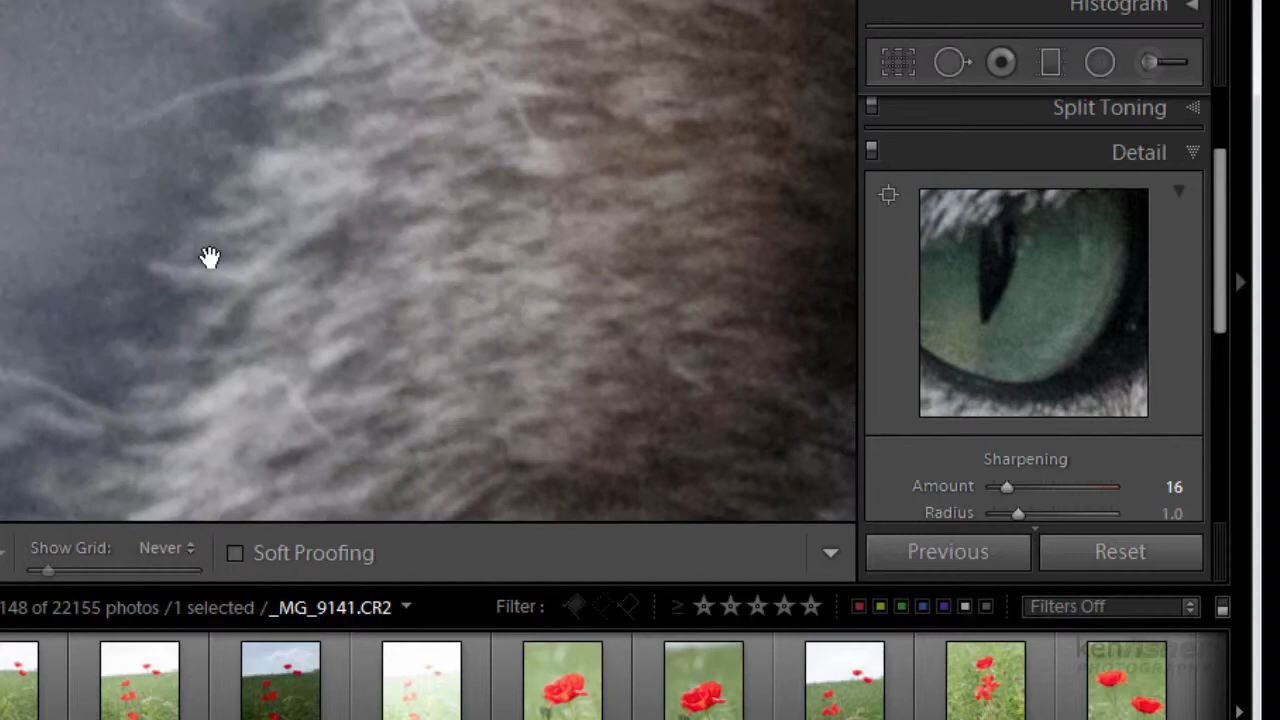 Histogram
Split Toning
Detail
Sharpening
Amount 16
Radius 1.0
Show Grid: Never Soft Proofing
Previous Reset
148 of 22155 photos /1 selected /_MG_9141.CR2 Filter : Filters Off
PHOTOGRAPHY